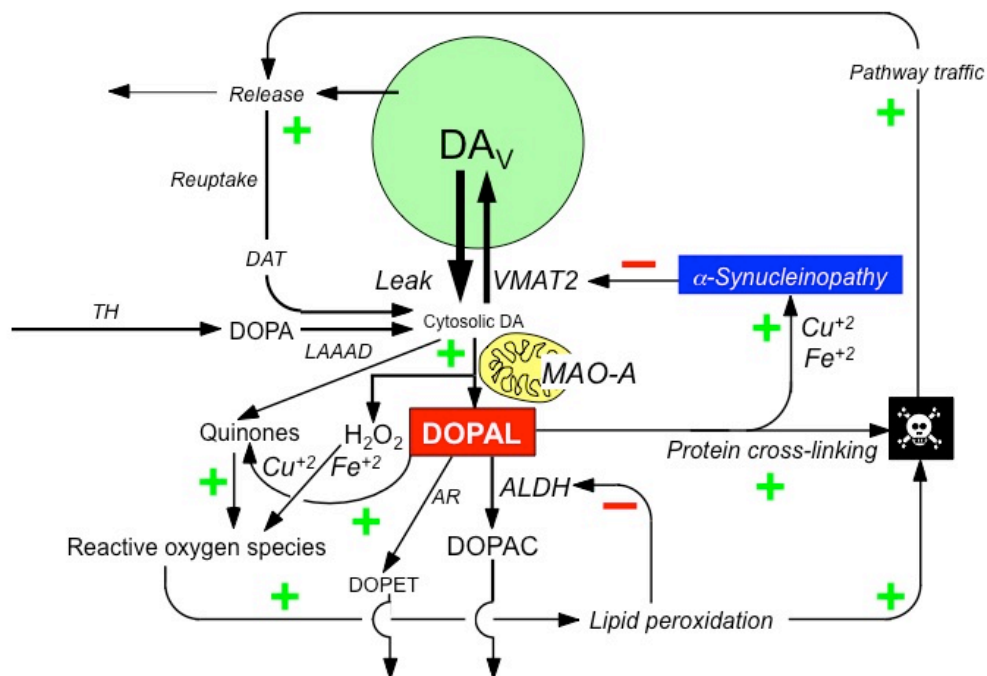 Pathway traffic
Release
+
+
DAV
Reuptake
DAT
Leak
VMAT2
−
α-Synucleinopathy
TH
DOPA
LAAAD
Cytosolic DA
+
+
Cu+2
Fe+2
MAO-A
Quinones
H2O2
DOPAL
Protein cross-linking
Cu+2
Fe+2
+
AR
ALDH
−
+
+
Reactive oxygen species
DOPAC
DOPET
+
Lipid peroxidation
+